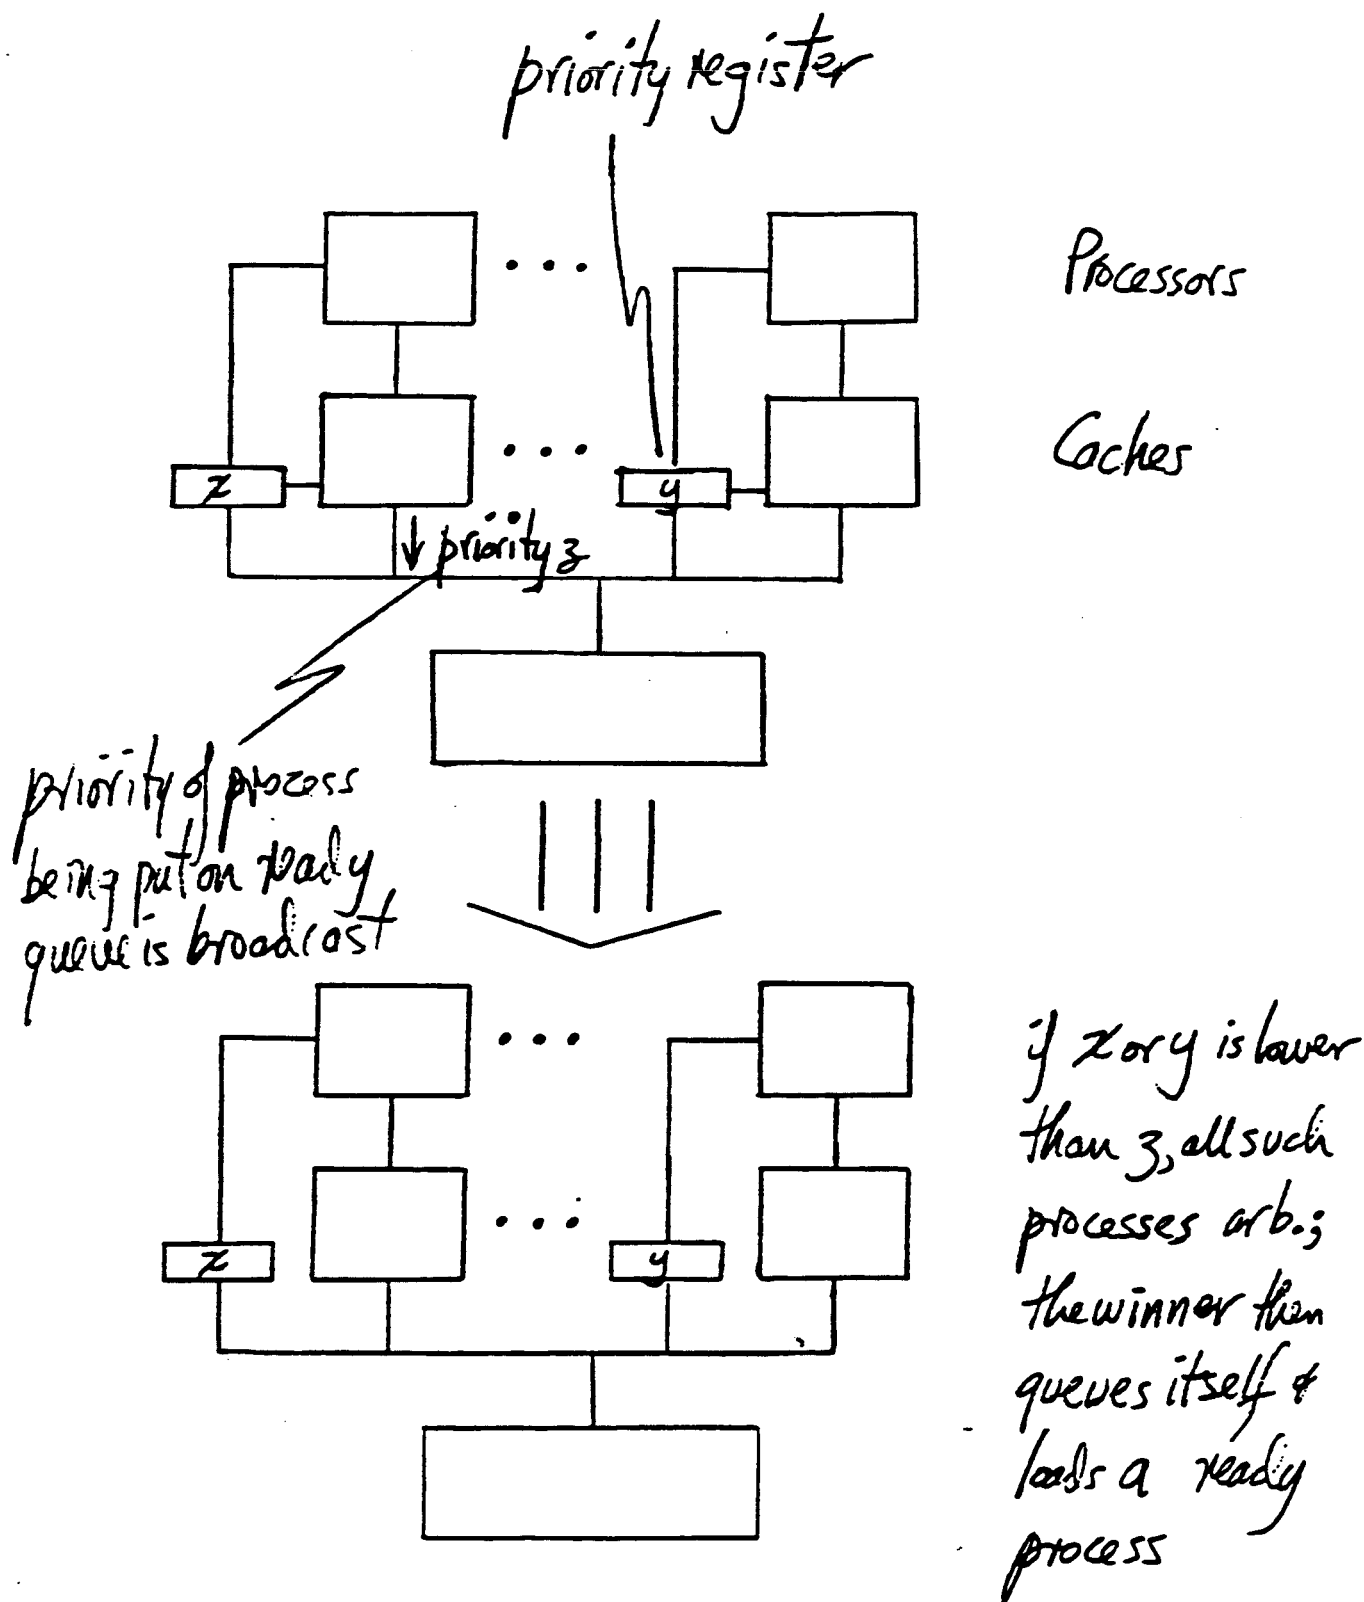 priority register
Processors
Caches
x
y
priority z
priority of process
being put on ready
queue is broadcast
x
y
if x or y is lower
than z, all such
processes arb.;
the winner then
queues itself &
loads a ready
process